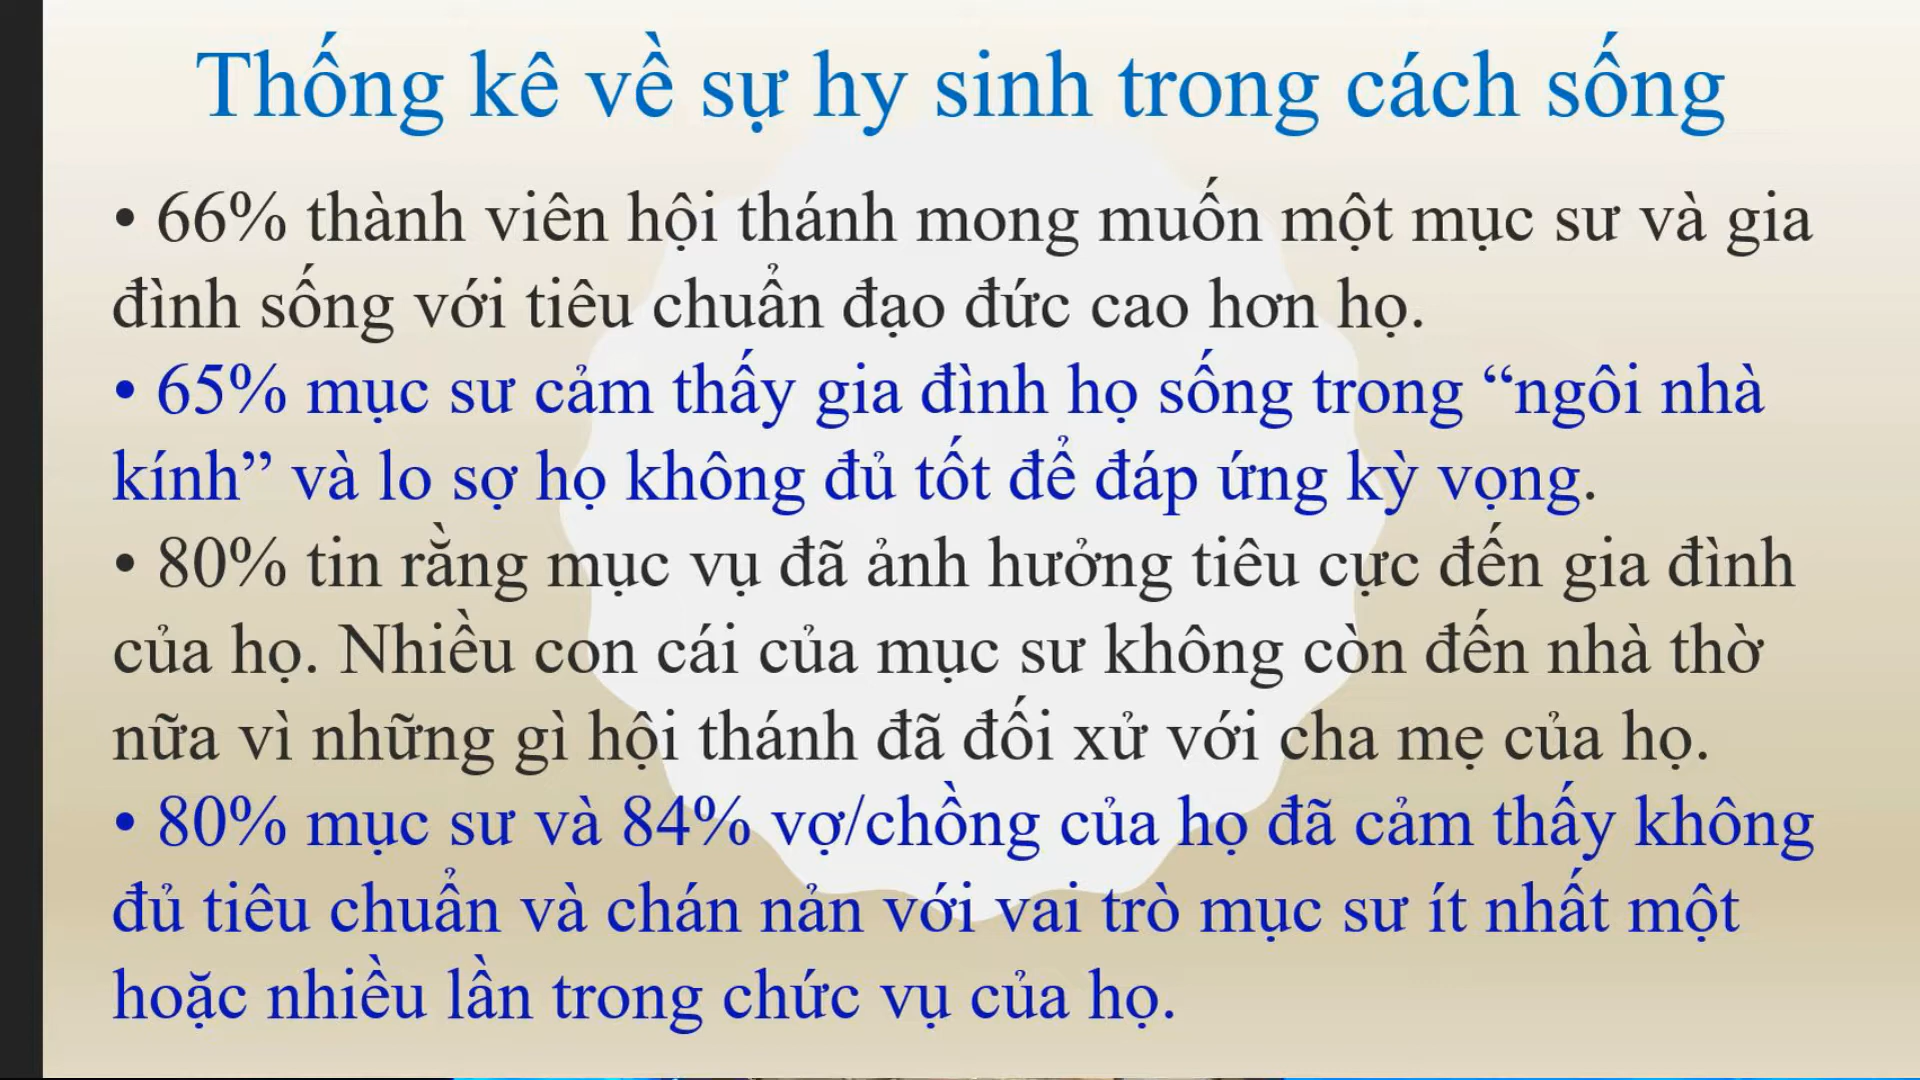 Thống kê về sự hy sinh trong cách sống
• 66% thành viên hội thánh mong muốn một mục sư và gia
đình sống với tiêu chuẩn đạo đức cao hơn họ.
• 65% mục sư cảm thấy gia đình họ sống trong “ngôi nhà
kính” và lo sợ họ không đủ tốt để đáp ứng kỳ vọng.
• 80% tin rằng mục vụ đã ảnh hưởng tiêu cực đến gia đình
của họ. Nhiều con cái của mục sư không còn đến nhà thờ
nữa vì những gì hội thánh đã đối xử với cha mẹ của họ.
• 80% mục sư và 84% vợ/chồng của họ đã cảm thấy không
đủ tiêu chuẩn và chán nản với vai trò mục sư ít nhất một
hoặc nhiều lần trong chức vụ của họ.